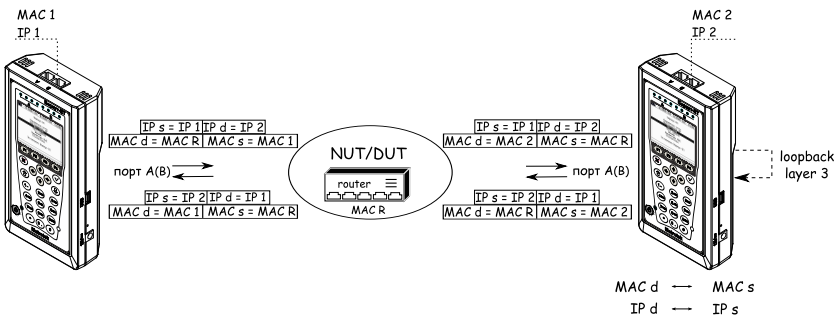 MAC 1
IP 1
MAC 2
IP 2
IP s = IP 1 IP d = IP 2
MAC d = MAC R MAC s = MAC 1
порт A(B)
IP s = IP 2 IP d = IP 1
MAC d = MAC 1 MAC s = MAC R
NUT/DUT
router
MAC R
IP s = IP 1 IP d = IP 2
MAC d = MAC 2 MAC s = MAC R
порт A(B)
IP s = IP 2 IP d = IP 1
MAC d = MAC R MAC s = MAC 2
loopback
layer 3
MAC d ↔ MAC s
IP d ↔ IP s